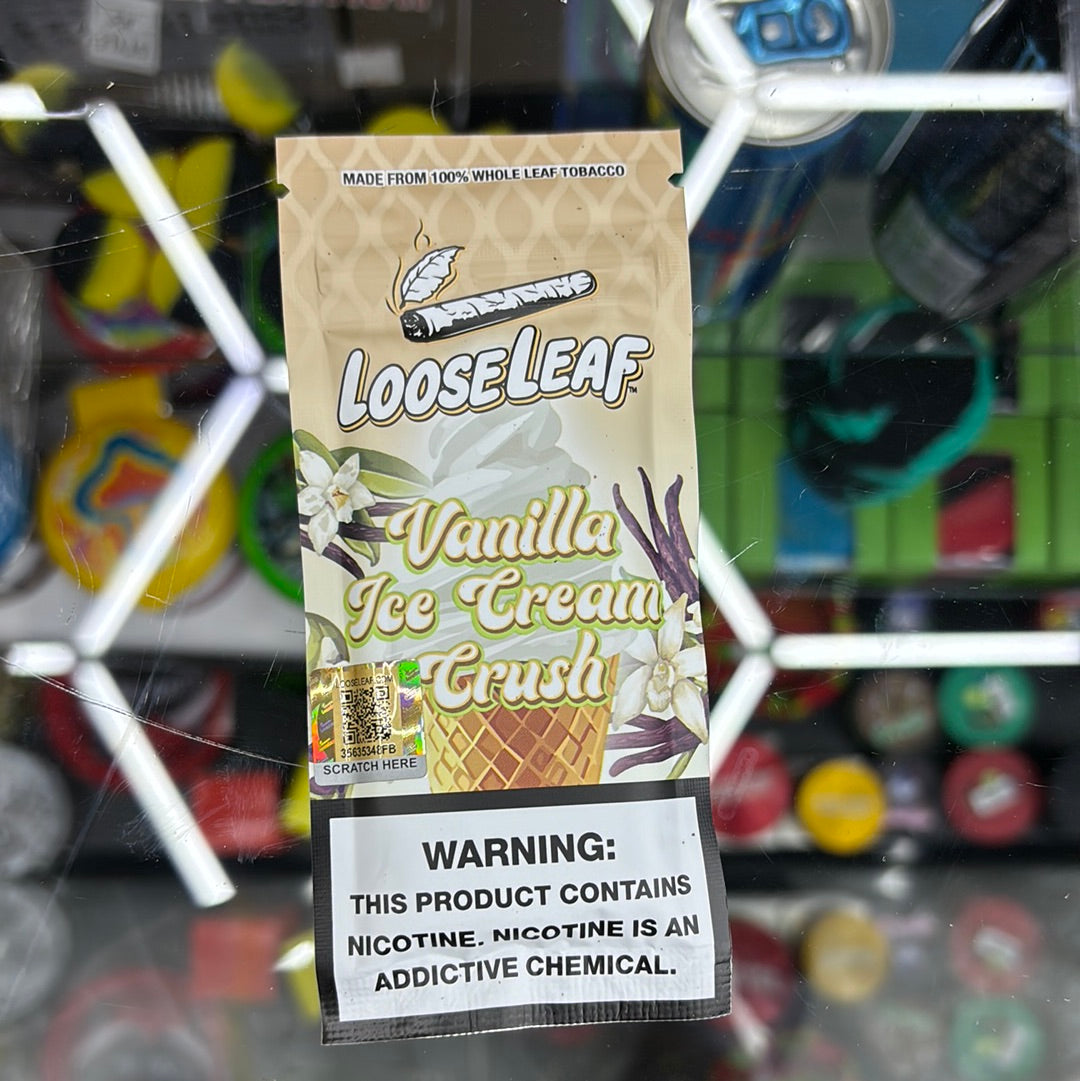 MADE FROM 100% WHOLE LEAF TOBACCO
LOOSELEAF™
Vanilla
Ice Cream
Crush
LOOSELEAF.COM
SCRATCH HERE
WARNING:
THIS PRODUCT CONTAINS
NICOTINE. NICOTINE IS AN
ADDICTIVE CHEMICAL.